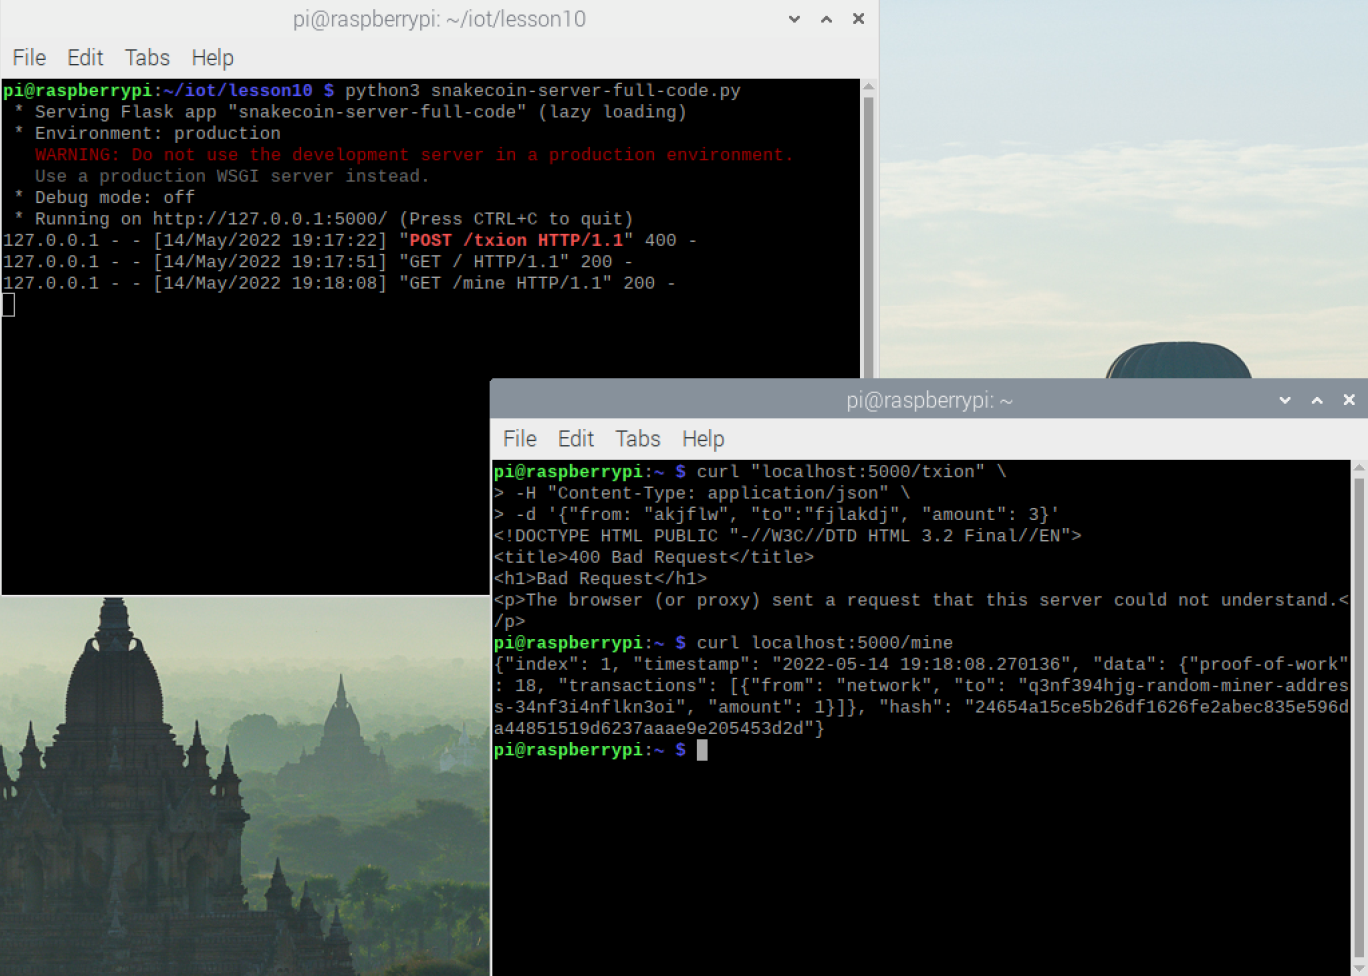 pi@raspberrypi: ~/iot/lesson10
File Edit Tabs Help
pi@raspberrypi:~/iot/lesson10 $ python3 snakecoin-server-full-code.py
* Serving Flask app "snakecoin-server-full-code" (lazy loading)
* Environment: production
WARNING: Do not use the development server in a production environment.
Use a production WSGI server instead.
* Debug mode: off
* Running on http://127.0.0.1:5000/ (Press CTRL+C to quit)
127.0.0.1 - - [14/May/2022 19:17:22] "POST /txion HTTP/1.1" 400 -
127.0.0.1 - - [14/May/2022 19:17:51] "GET / HTTP/1.1" 200 -
127.0.0.1 - - [14/May/2022 19:18:08] "GET /mine HTTP/1.1" 200 -
pi@raspberrypi: ~
File Edit Tabs Help
pi@raspberrypi:~ $ curl "localhost:5000/txion" \
> -H "Content-Type: application/json" \
> -d '{"from: "akjflw", "to":"fjlakdj", "amount": 3}'
<!DOCTYPE HTML PUBLIC "-//W3C//DTD HTML 3.2 Final//EN">
<title>400 Bad Request</title>
<h1>Bad Request</h1>
<p>The browser (or proxy) sent a request that this server could not understand.<
/p>
pi@raspberrypi:~ $ curl localhost:5000/mine
{"index": 1, "timestamp": "2022-05-14 19:18:08.270136", "data": {"proof-of-work"
: 18, "transactions": [{"from": "network", "to": "q3nf394hjg-random-miner-addres
s-34nf3i4nflkn3oi", "amount": 1}]}, "hash": "24654a15ce5b26df1626fe2abec835e596d
a44851519d6237aaae9e205453d2d"}
pi@raspberrypi:~ $